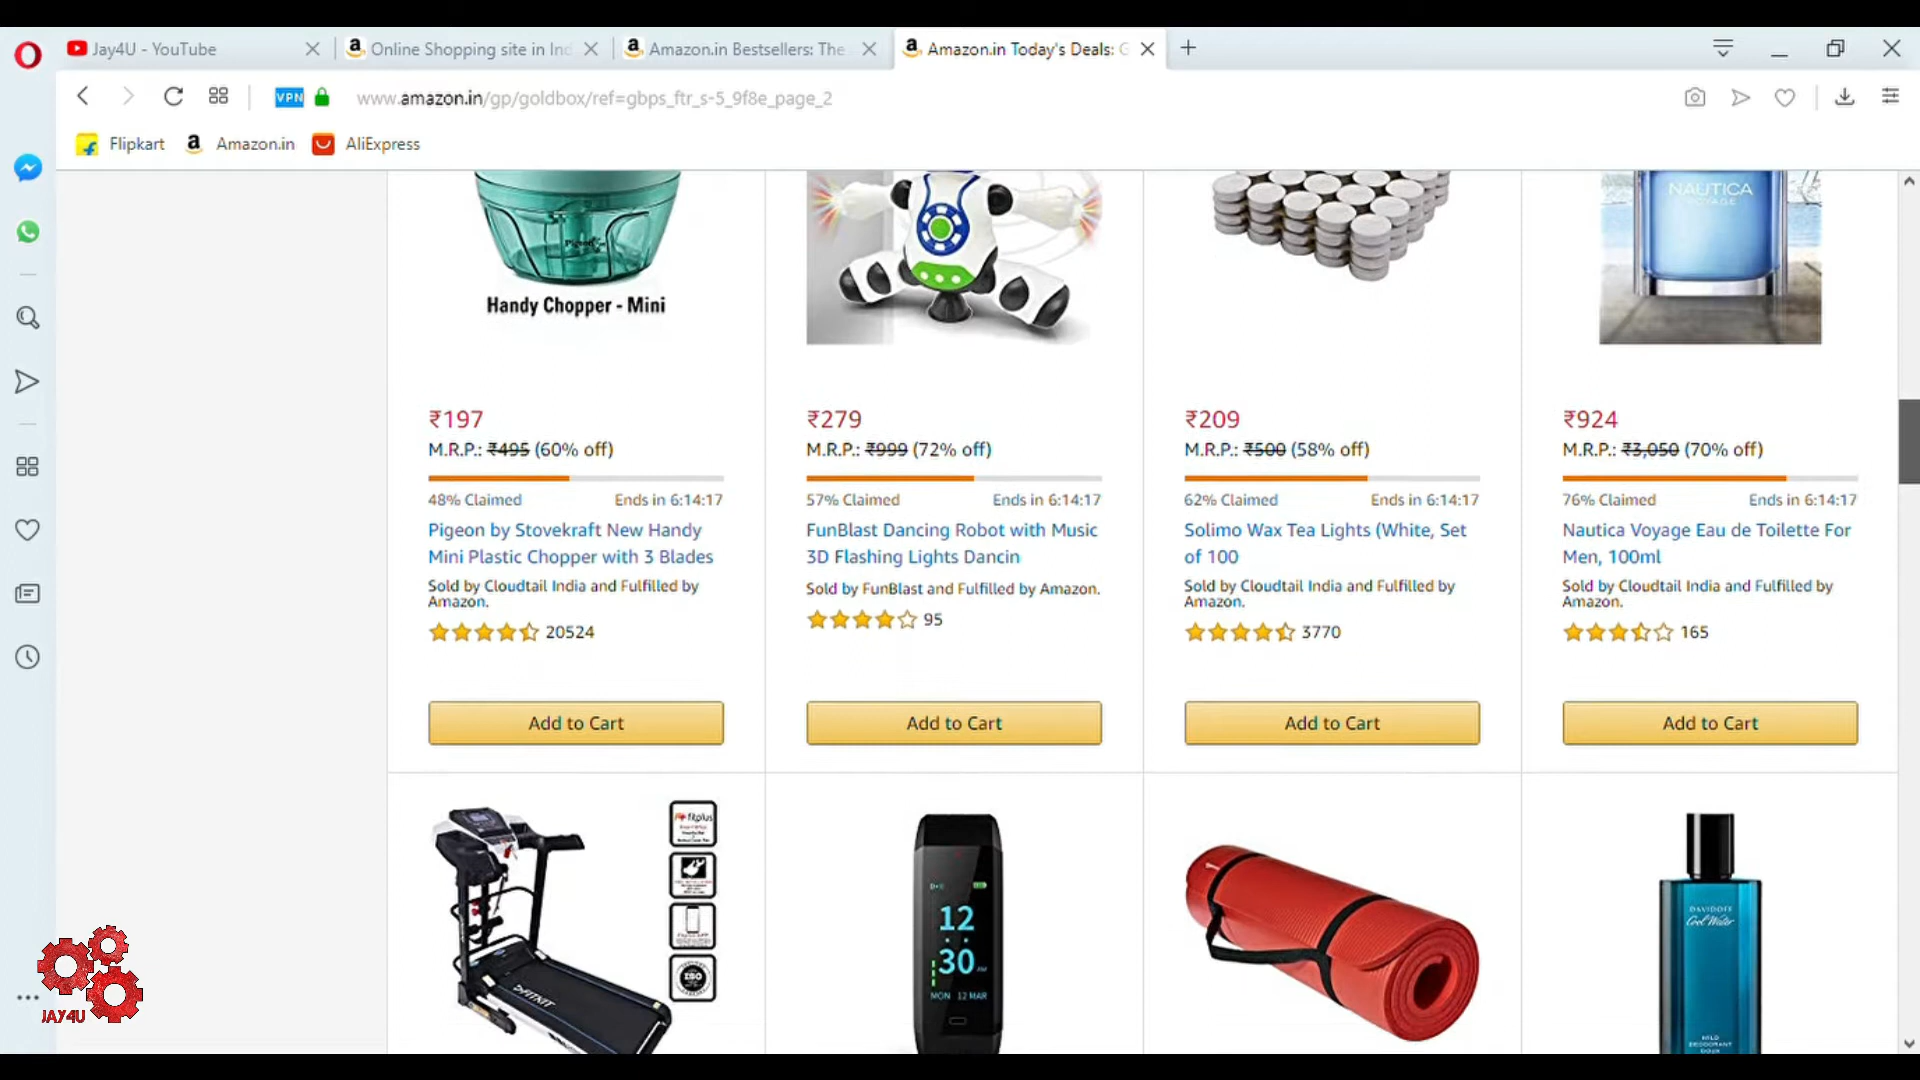 Jay4U - YouTube
Online Shopping site in Ind
Amazon.in Bestsellers: The
Amazon.in Today's Deals: G
VPN
www.amazon.in/gp/goldbox/ref=gbps_ftr_s-5_9f8e_page_2
Flipkart
Amazon.in
AliExpress
Pigeon
Handy Chopper - Mini
NAUTICA
VOYAGE
₹197
M.R.P.: ₹495 (60% off)
48% Claimed
Ends in 6:14:17
Pigeon by Stovekraft New Handy
Mini Plastic Chopper with 3 Blades
Sold by Cloudtail India and Fulfilled by
Amazon.
20524
Add to Cart
₹279
M.R.P.: ₹999 (72% off)
57% Claimed
Ends in 6:14:17
FunBlast Dancing Robot with Music
3D Flashing Lights Dancin
Sold by FunBlast and Fulfilled by Amazon.
95
Add to Cart
₹209
M.R.P.: ₹500 (58% off)
62% Claimed
Ends in 6:14:17
Solimo Wax Tea Lights (White, Set
of 100
Sold by Cloudtail India and Fulfilled by
Amazon.
3770
Add to Cart
₹924
M.R.P.: ₹3,050 (70% off)
76% Claimed
Ends in 6:14:17
Nautica Voyage Eau de Toilette For
Men, 100ml
Sold by Cloudtail India and Fulfilled by
Amazon.
165
Add to Cart
fitplus
ISO
12
30
MON 12 MAR
DAVIDOFF
Cool Water
JAY4U